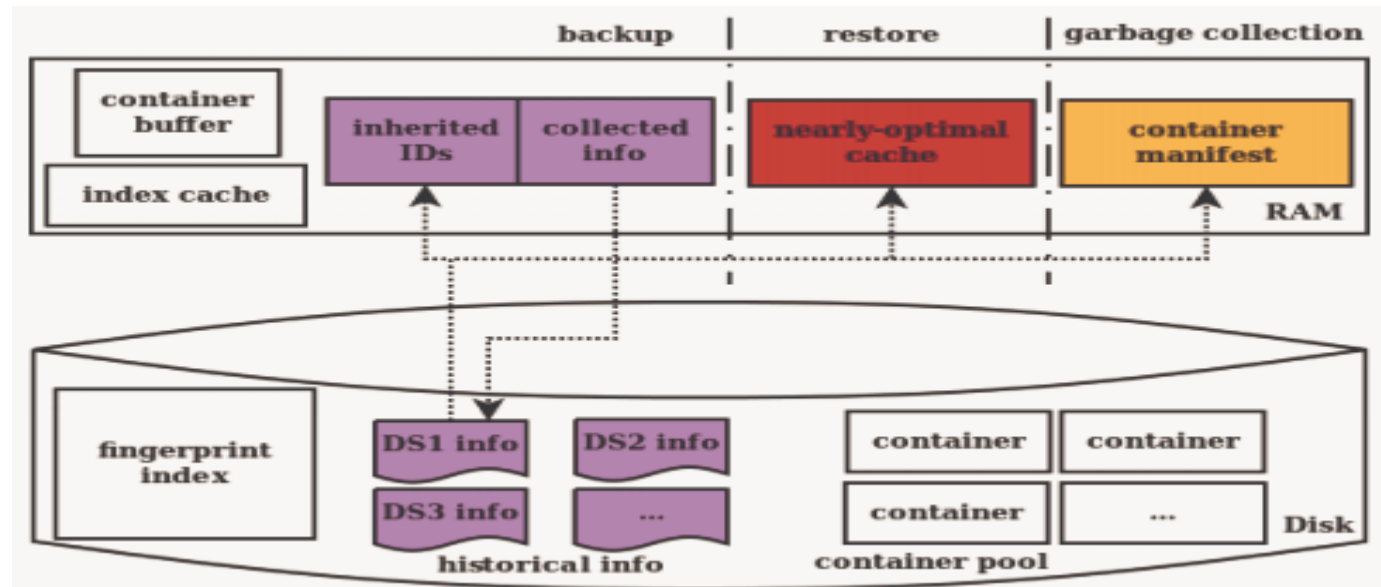 backup
restore
garbage collection
container
buffer
inherited
IDs
collected
info
nearly-optimal
cache
container
manifest
index cache
RAM
fingerprint
index
DS1 info
DS2 info
container
container
DS3 info
...
container
...
Disk
historical info
container pool